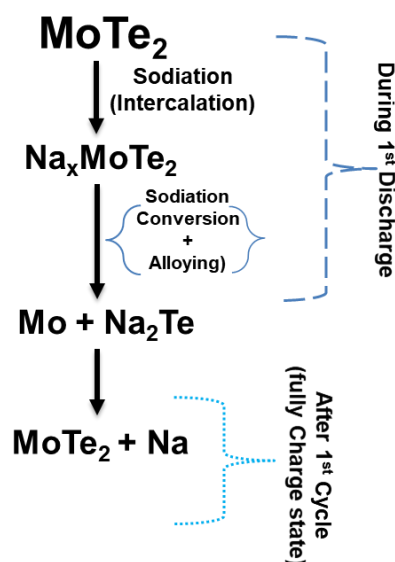 MoTe₂
Sodiation
(Intercalation)
NaₓMoTe₂
Sodiation
Conversion
+
Alloying)
Mo + Na₂Te
MoTe₂ + Na
During 1ˢᵗ Discharge
After 1ˢᵗ Cycle
(fully Charge state)